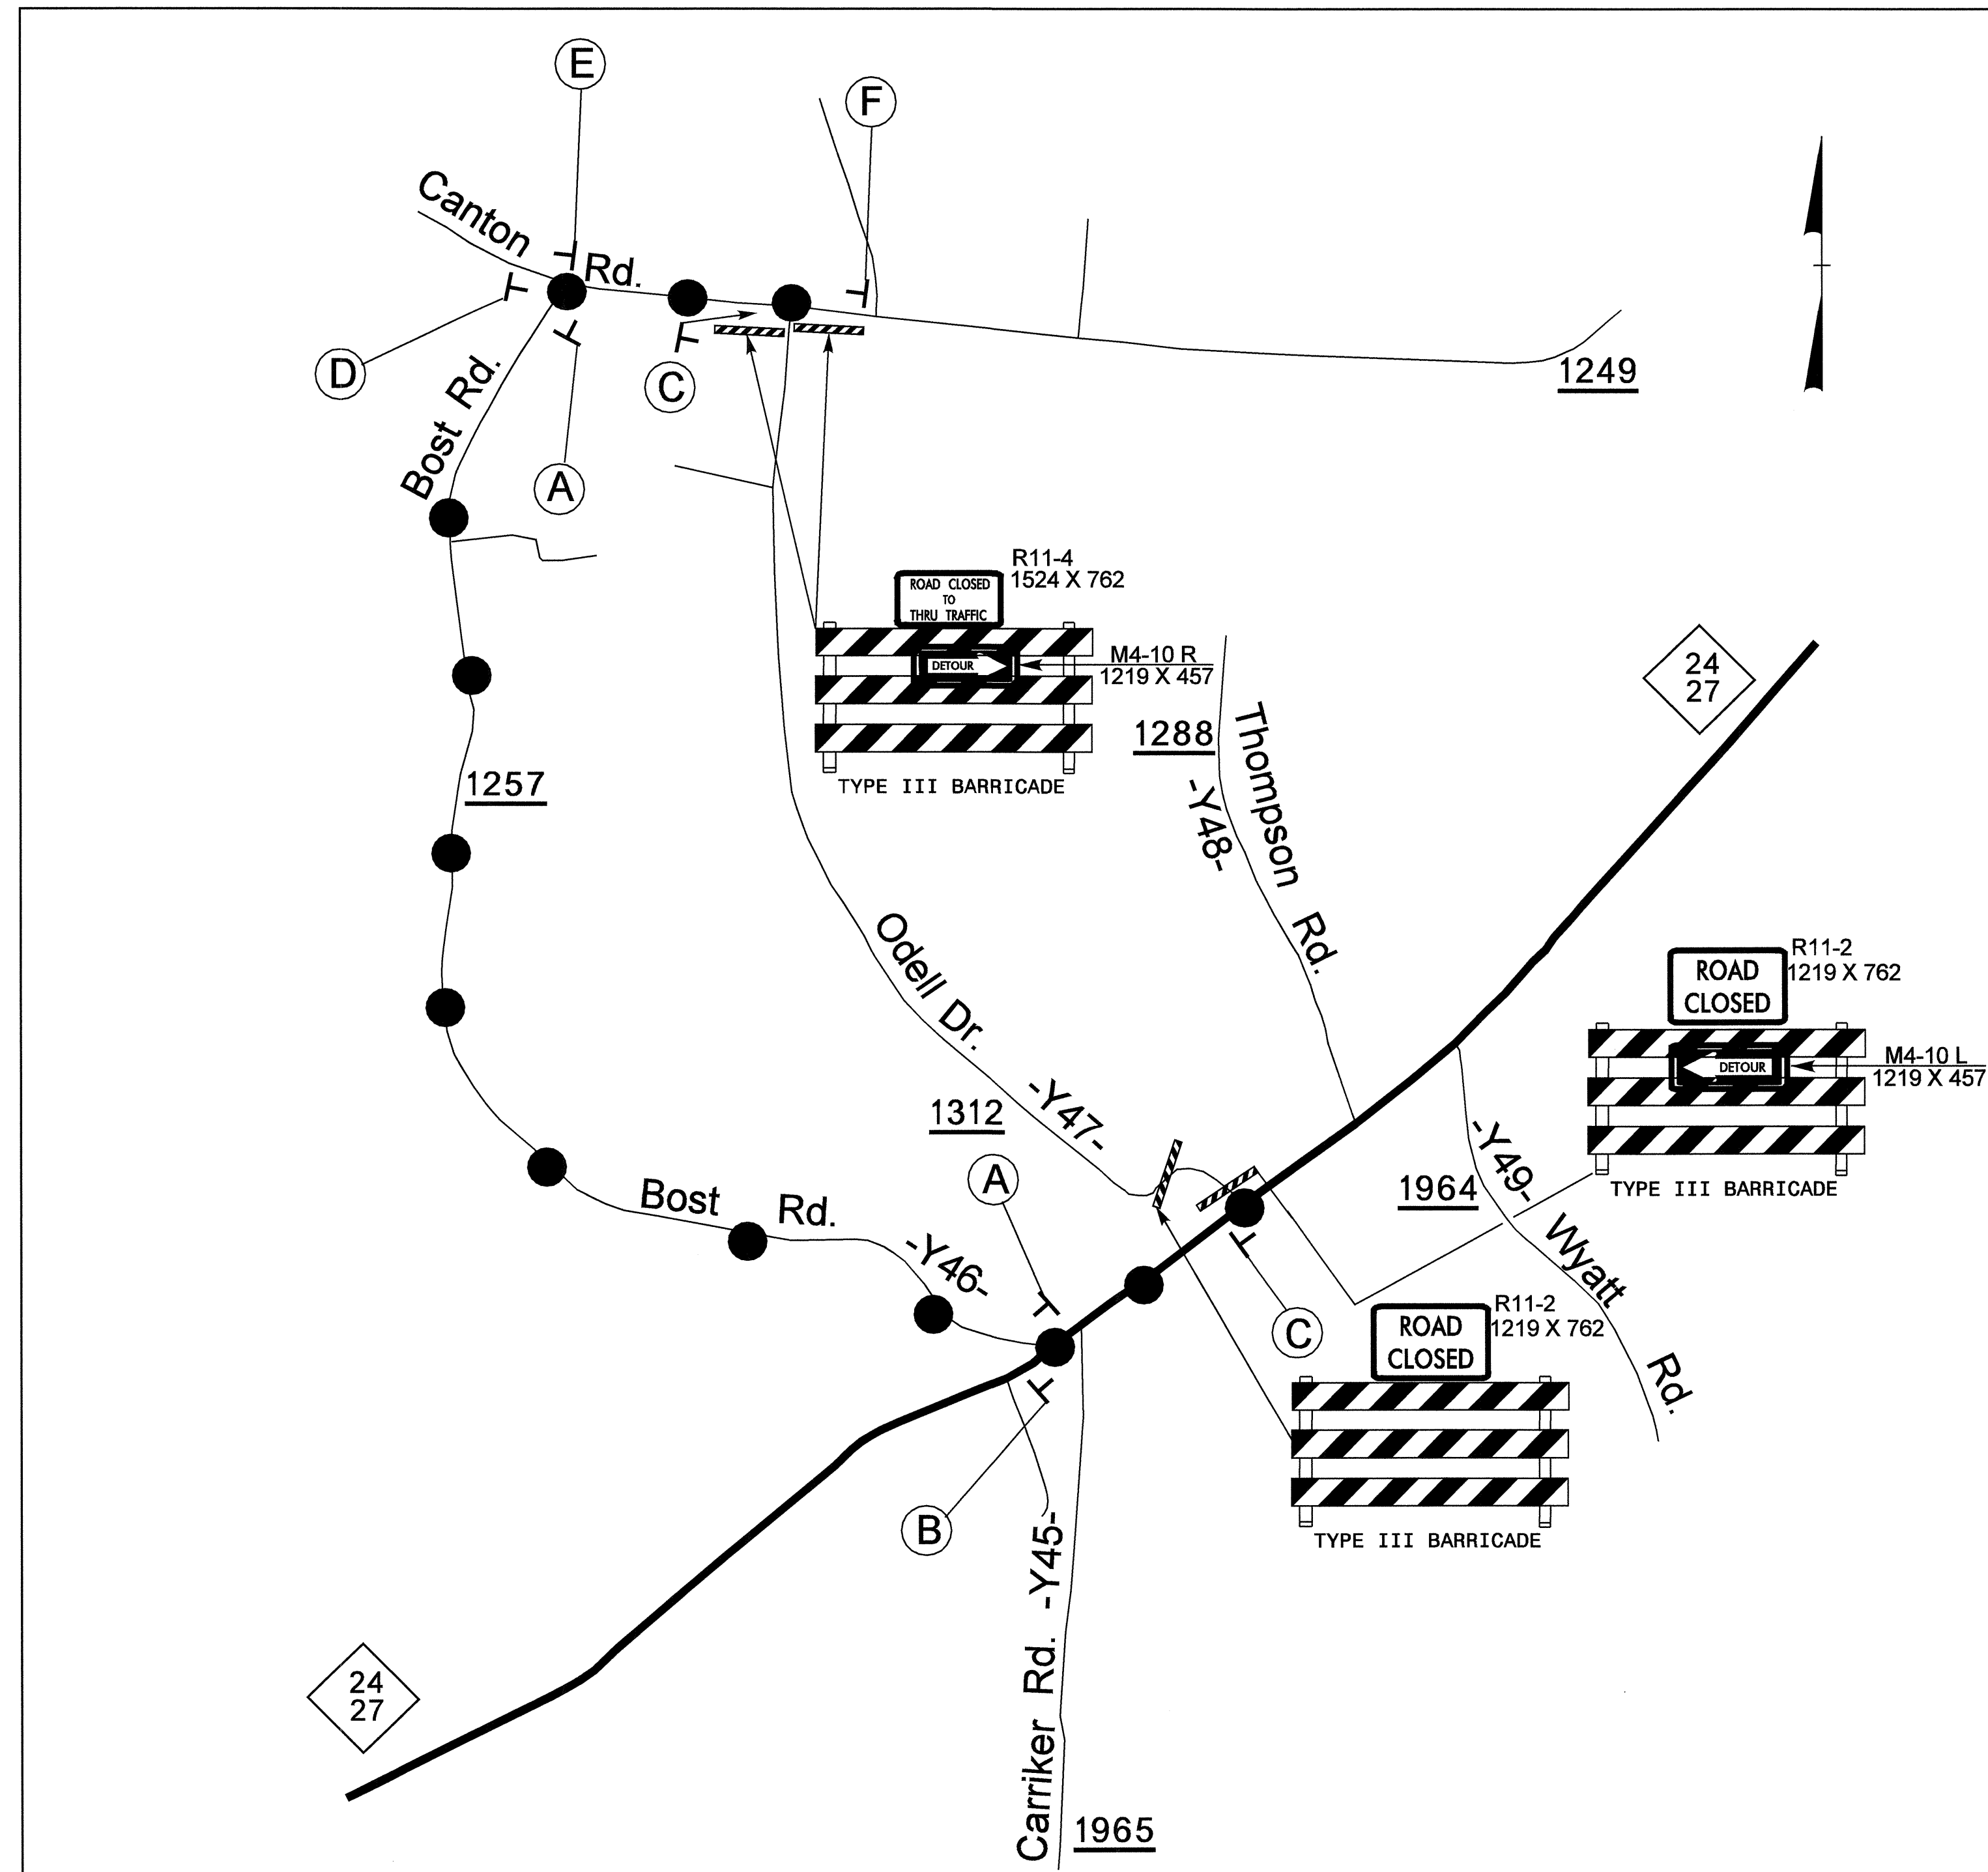 E
F
Canton
Rd.
D
C
1249
Bost Rd.
A
R11-4
1524 X 762
ROAD CLOSED
TO
THRU TRAFFIC
DETOUR
M4-10 R
1219 X 457
TYPE III BARRICADE
24
27
1288
Thompson
Rd.
-Y48-
1257
Odell Dr.
-Y47-
R11-2
1219 X 762
ROAD
CLOSED
DETOUR
M4-10 L
1219 X 457
TYPE III BARRICADE
1312
A
1964
-Y49-
Wyatt
Rd.
Bost
Rd.
-Y46-
C
R11-2
1219 X 762
ROAD
CLOSED
TYPE III BARRICADE
B
24
27
Carriker Rd. -Y45-
1965